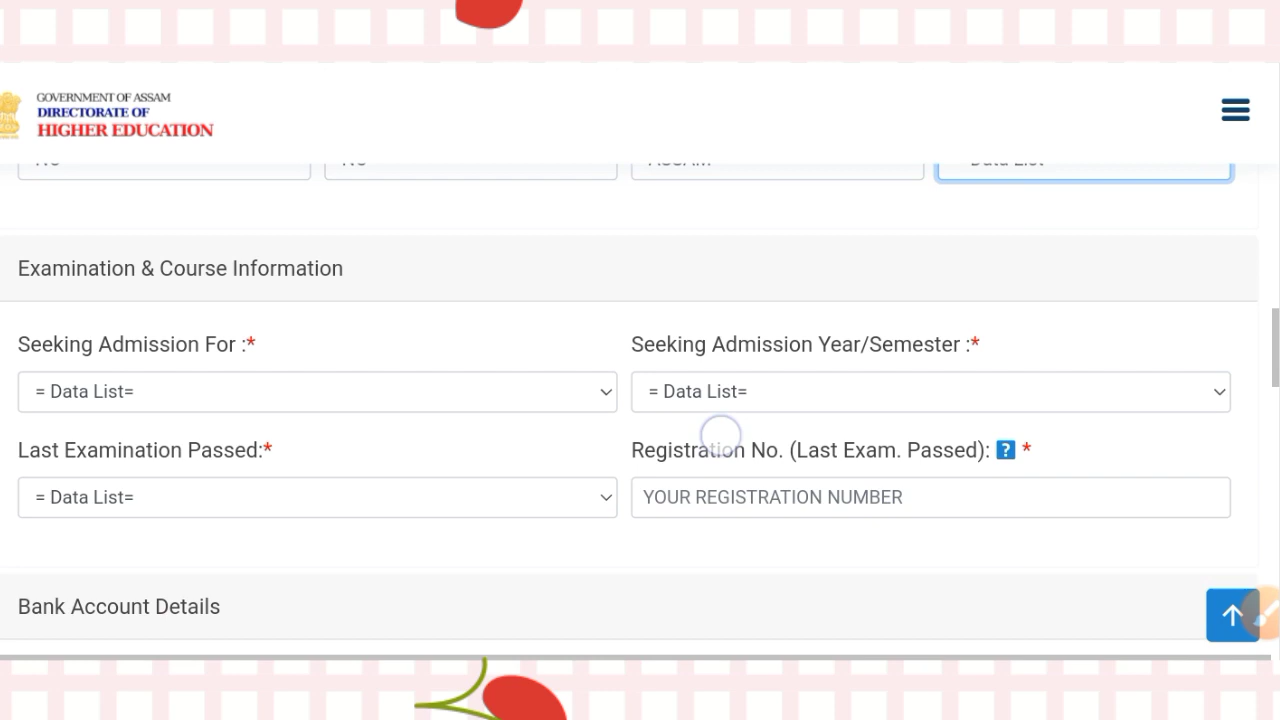 GOVERNMENT OF ASSAM
DIRECTORATE OF
HIGHER EDUCATION
Examination & Course Information
Seeking Admission For :* Seeking Admission Year/Semester :*
= Data List= = Data List=
Last Examination Passed:* Registration No. (Last Exam. Passed): ? *
= Data List= YOUR REGISTRATION NUMBER
Bank Account Details